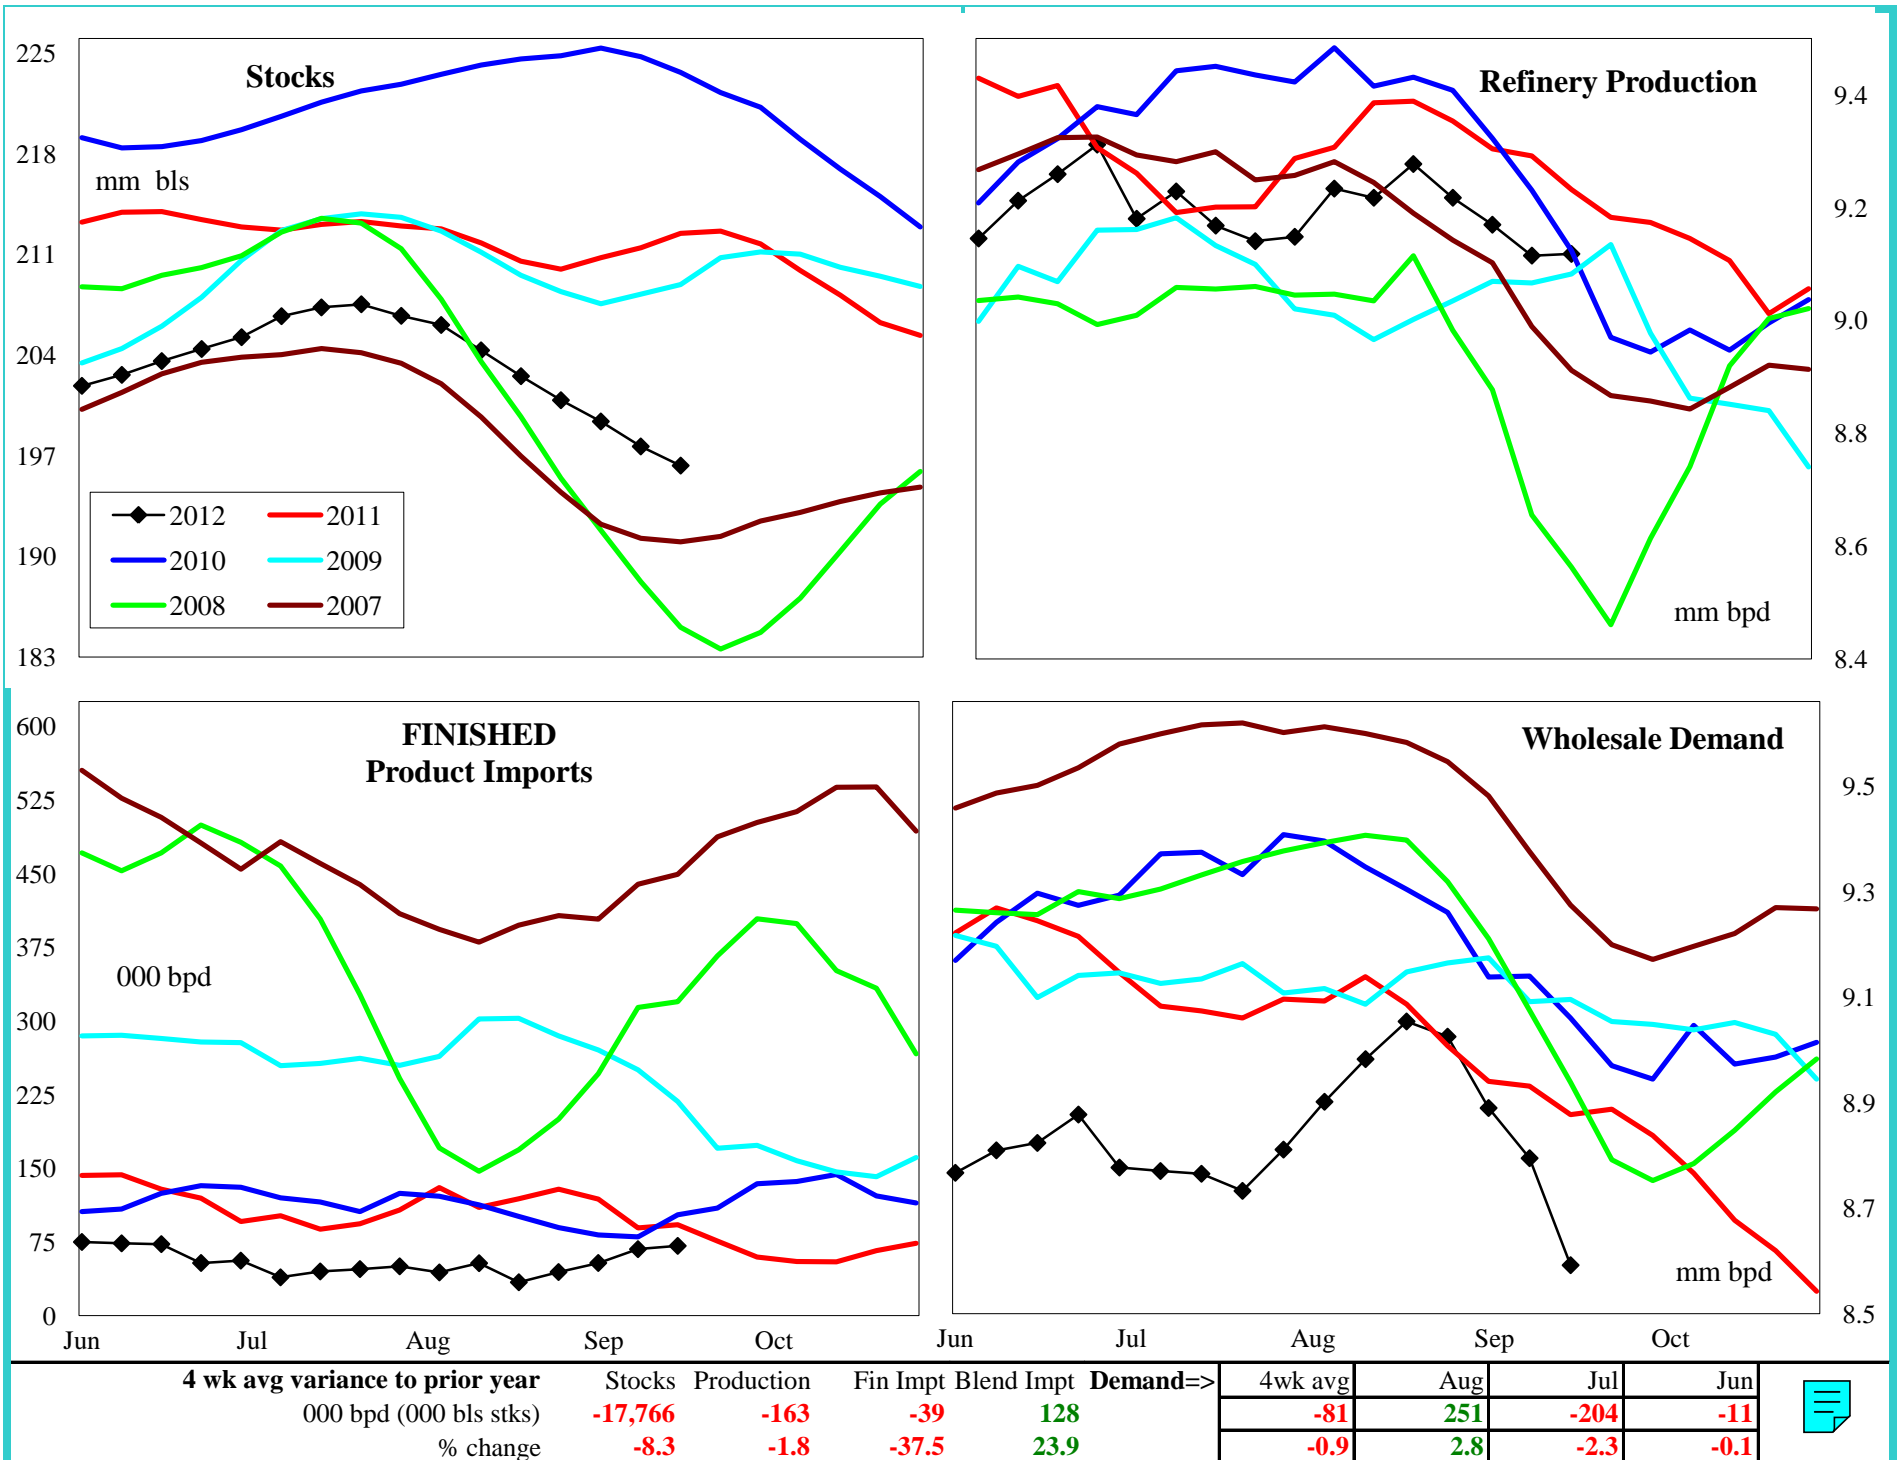 Stocks
mm bls
225
218
211
204
197
190
183
2012 2011
2010 2009
2008 2007
Refinery Production
mm bpd
9.4
9.2
9.0
8.8
8.6
8.4
FINISHED
Product Imports
000 bpd
600
525
450
375
300
225
150
75
0
Jun Jul Aug Sep Oct
Wholesale Demand
mm bpd
9.5
9.3
9.1
8.9
8.7
8.5
Jun Jul Aug Sep Oct
4 wk avg variance to prior year Stocks Production Fin Impt Blend Impt Demand=> 4wk avg Aug Jul Jun
000 bpd (000 bls stks) -17,766 -163 -39 128 -81 251 -204 -11
% change -8.3 -1.8 -37.5 23.9 -0.9 2.8 -2.3 -0.1